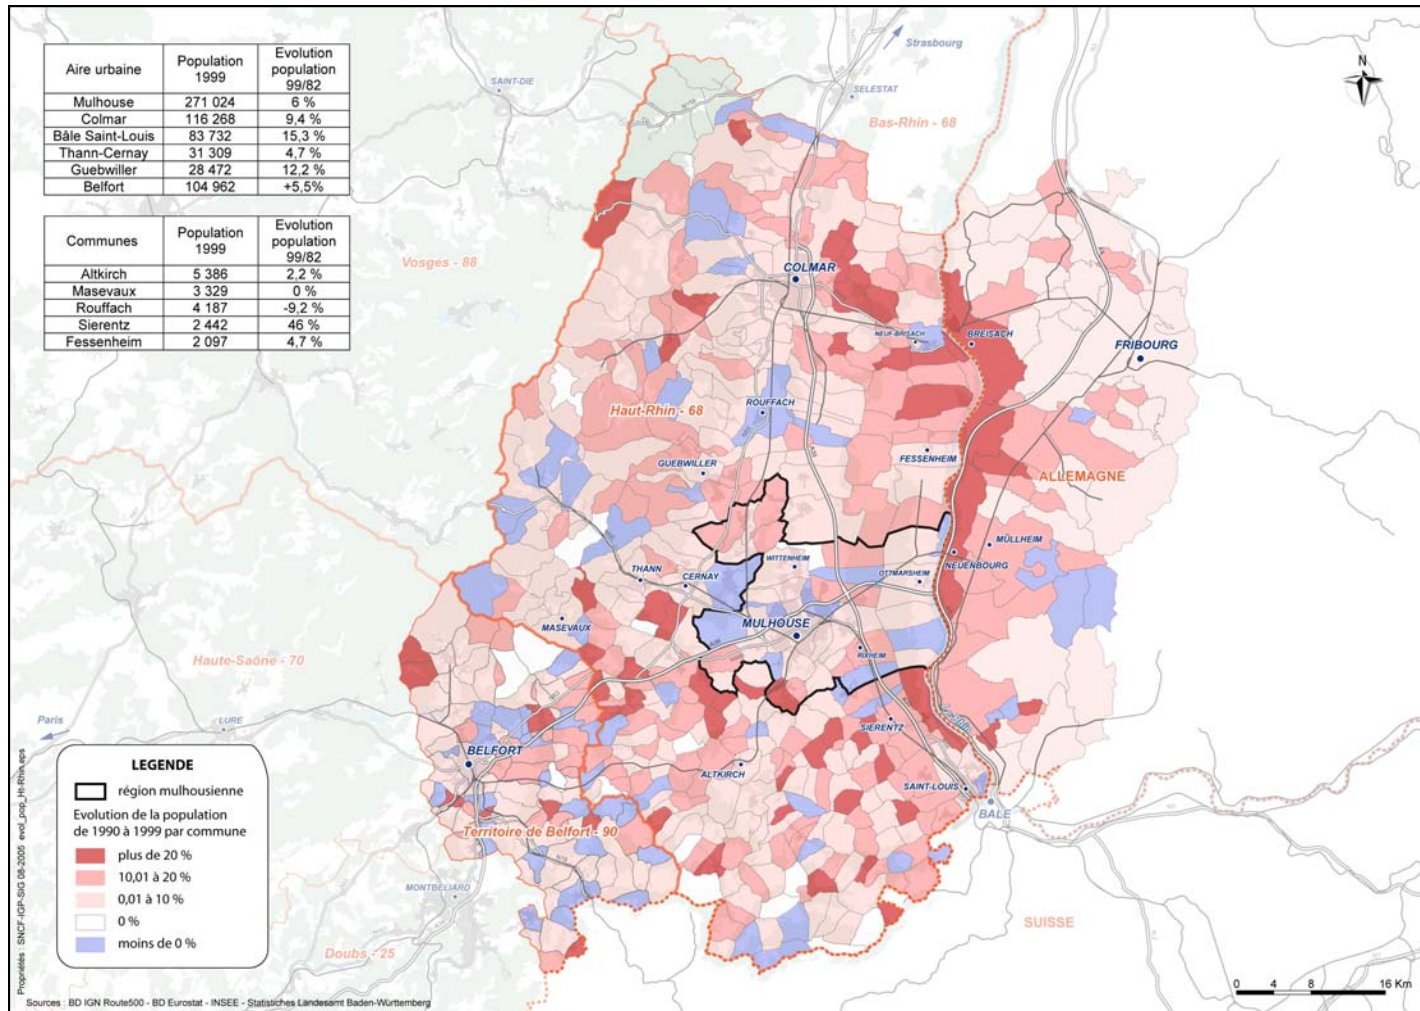 Aire urbaine | Population 1999 | Evolution population 99/82
Mulhouse | 271 024 | 6 %
Colmar | 116 268 | 9,4 %
Bâle Saint-Louis | 83 732 | 15,3 %
Thann-Cernay | 31 309 | 4,7 %
Guebwiller | 28 472 | 12,2 %
Belfort | 104 962 | +5,5%
Communes | Population 1999 | Evolution population 99/82
Altkirch | 5 386 | 2,2 %
Masevaux | 3 329 | 0 %
Rouffach | 4 187 | -9,2 %
Sierentz | 2 442 | 46 %
Fessenheim | 2 097 | 4,7 %
Strasbourg
N
SAINT-DIE
SELESTAT
Bas-Rhin - 68
Vosges - 88
COLMAR
NEUF-BRISACH
BREISACH
FRIBOURG
Haut-Rhin - 68
ROUFFACH
GUEBWILLER
FESSENHEIM
ALLEMAGNE
WITTENHEIM
MÜLLHEIM
NEUENBOURG
THANN
CERNAY
OTTMARSHEIM
MASEVAUX
MULHOUSE
RIXHEIM
Haute-Saône - 70
Paris
LURE
SIERENTZ
BELFORT
ALTKIRCH
SAINT-LOUIS
BALE
Territoire de Belfort - 90
MONTBELIARD
SUISSE
Doubs - 25
LEGENDE
région mulhousienne
Evolution de la population
de 1990 à 1999 par commune
plus de 20 %
10,01 à 20 %
0,01 à 10 %
0 %
moins de 0 %
0 4 8 16 Km
Propriétés : SNCF-IGP-SIG 08-2005 evol_pop_Ht-Rhin.eps
Sources : BD IGN Route500 - BD Eurostat - INSEE - Statistiches Landesamt Baden-Württemberg